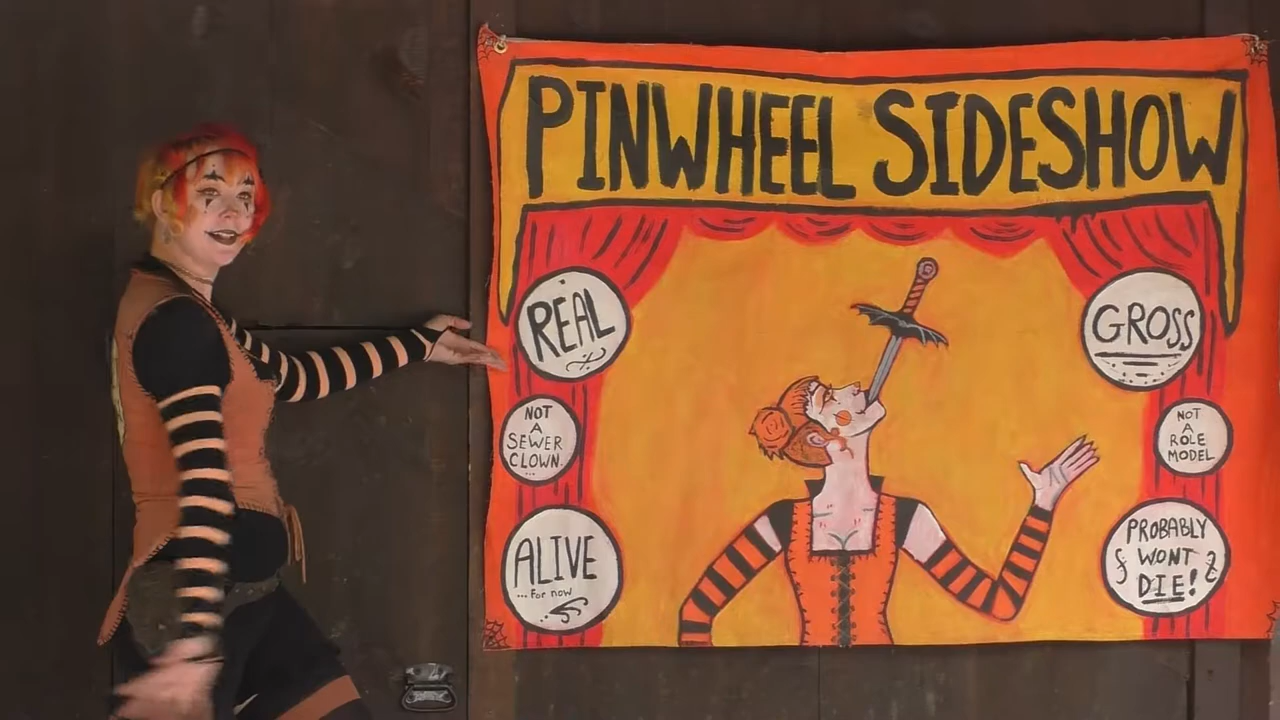 PINWHEEL SIDESHOW
REAL
NOT
A
SEWER
CLOWN.
...
ALIVE
...For now
GROSS
NOT
A
ROLE
MODEL
PROBABLY
WONT
DIE!